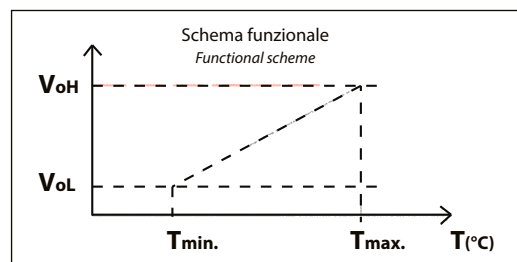 Schema funzionale
Functional scheme
VoH
VoL
Tmin.
Tmax.
T(°C)